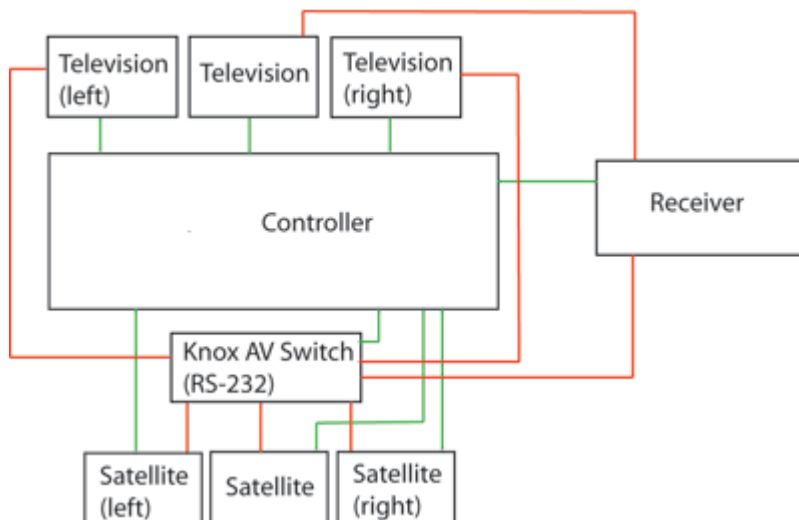 Television
(left)
Television
Television
(right)
Controller
Receiver
Knox AV Switch
(RS-232)
Satellite
(left)
Satellite
Satellite
(right)